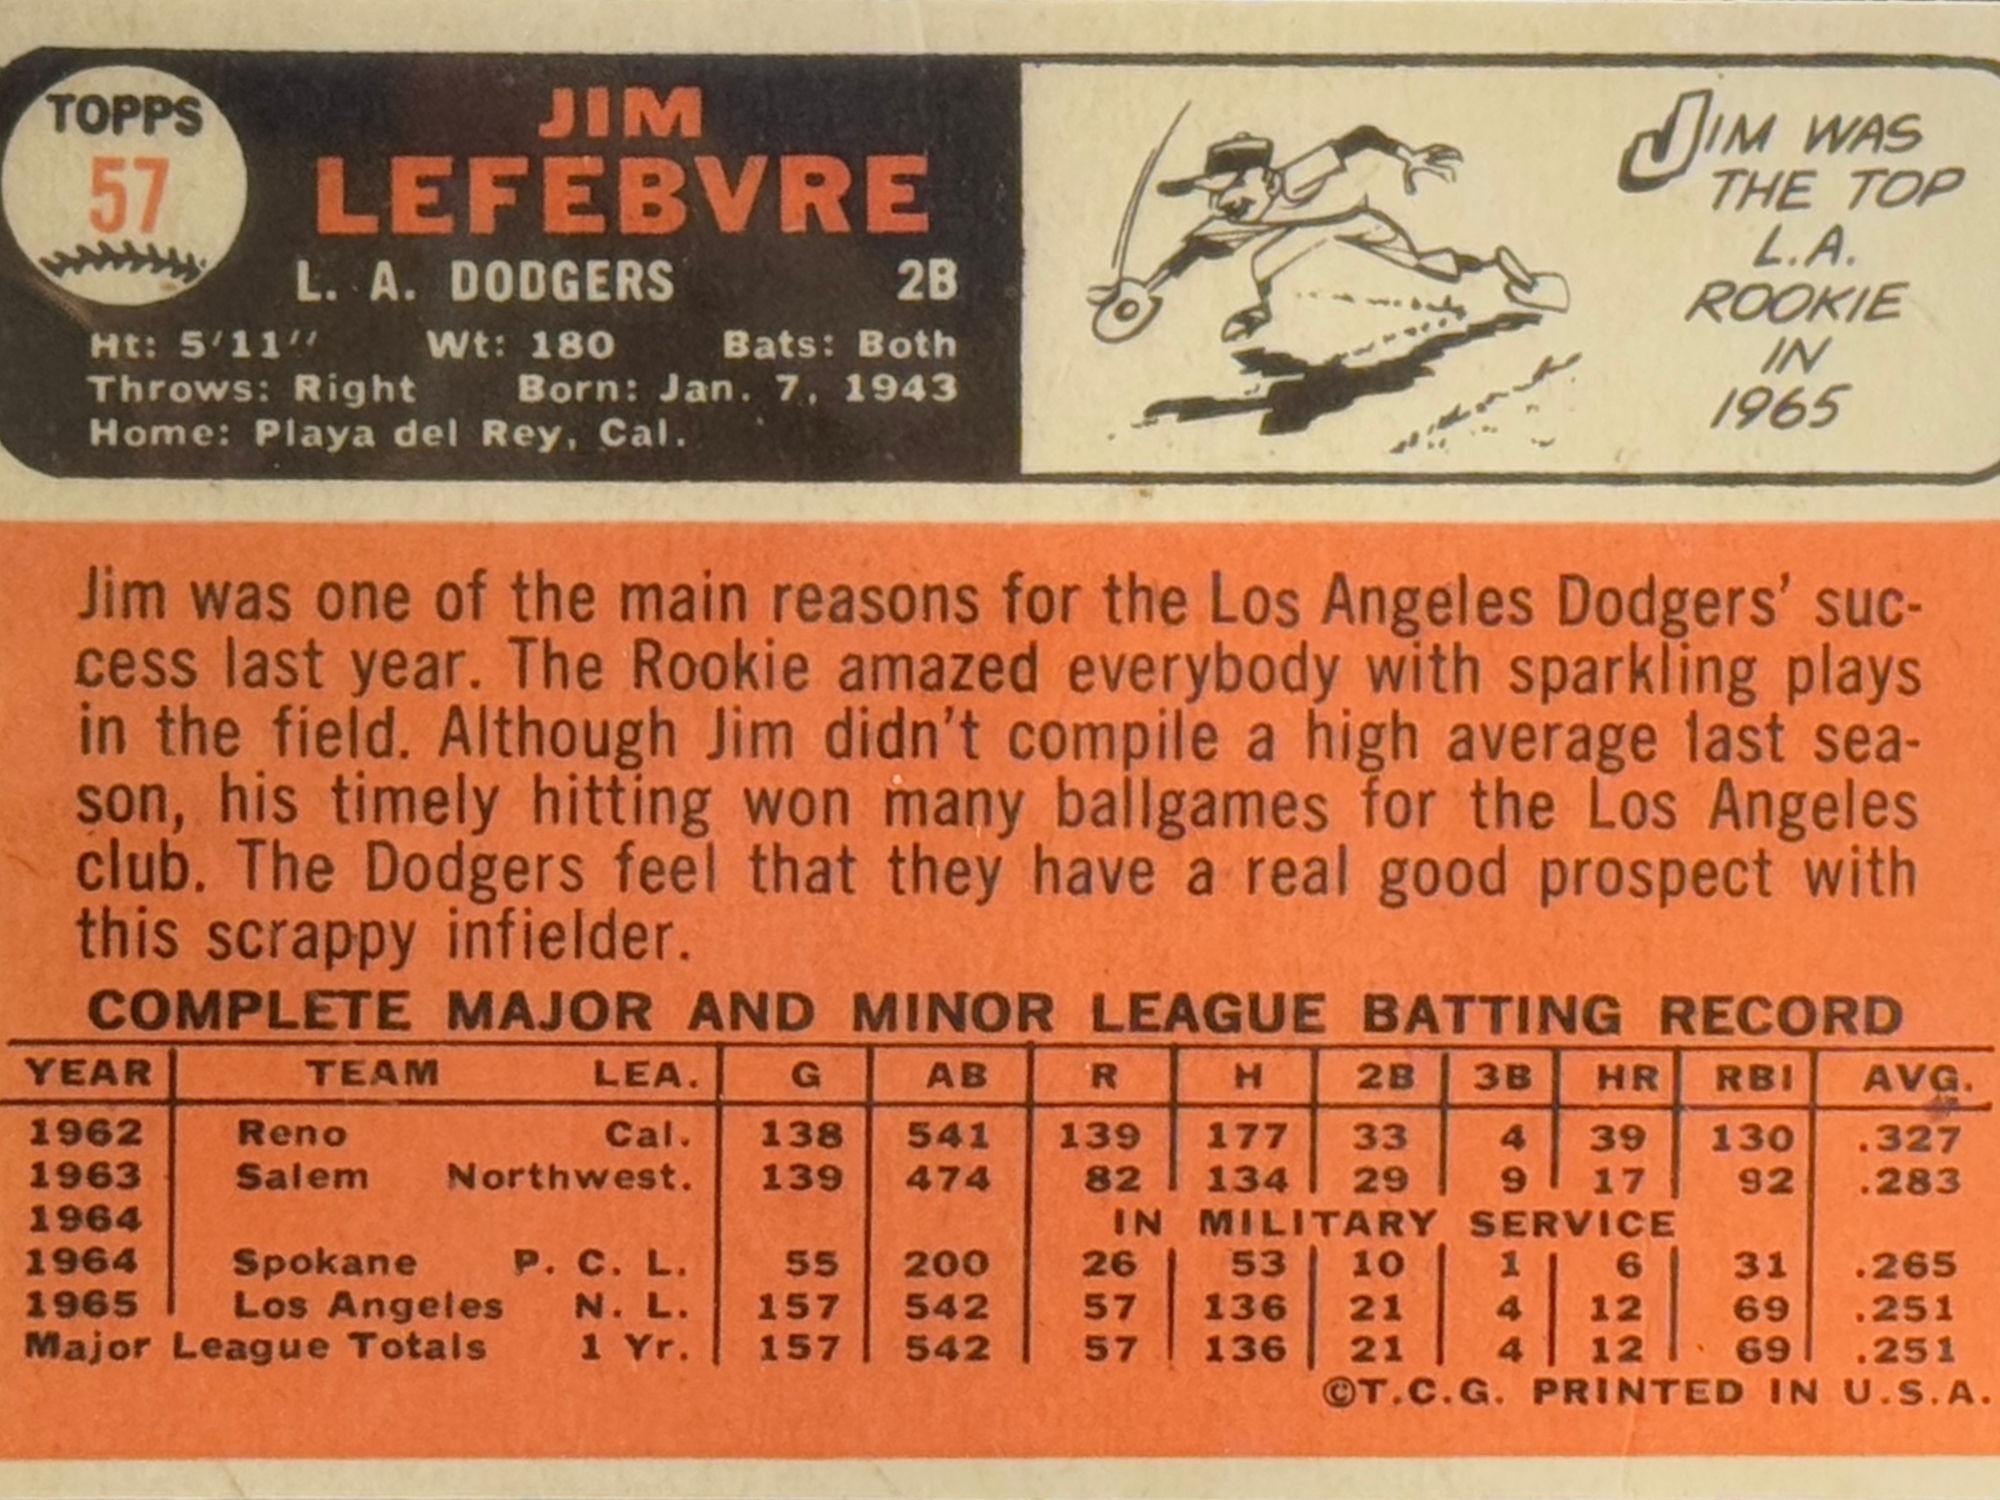 TOPPS
57
JIM
LEFEBVRE
L. A. DODGERS 2B
Ht: 5'11" Wt: 180 Bats: Both
Throws: Right Born: Jan. 7, 1943
Home: Playa del Rey, Cal.
JIM WAS
THE TOP
L.A.
ROOKIE
IN
1965
Jim was one of the main reasons for the Los Angeles Dodgers' suc-
cess last year. The Rookie amazed everybody with sparkling plays
in the field. Although Jim didn't compile a high average last sea-
son, his timely hitting won many ballgames for the Los Angeles
club. The Dodgers feel that they have a real good prospect with
this scrappy infielder.
COMPLETE MAJOR AND MINOR LEAGUE BATTING RECORD
YEAR TEAM LEA. G AB R H 2B 3B HR RBI AVG.
1962 Reno Cal. 138 541 139 177 33 4 39 130 .327
1963 Salem Northwest. 139 474 82 134 29 9 17 92 .283
1964 IN MILITARY SERVICE
1964 Spokane P. C. L. 55 200 26 53 10 1 6 31 .265
1965 Los Angeles N. L. 157 542 57 136 21 4 12 69 .251
Major League Totals 1 Yr. 157 542 57 136 21 4 12 69 .251
©T.C.G. PRINTED IN U.S.A.